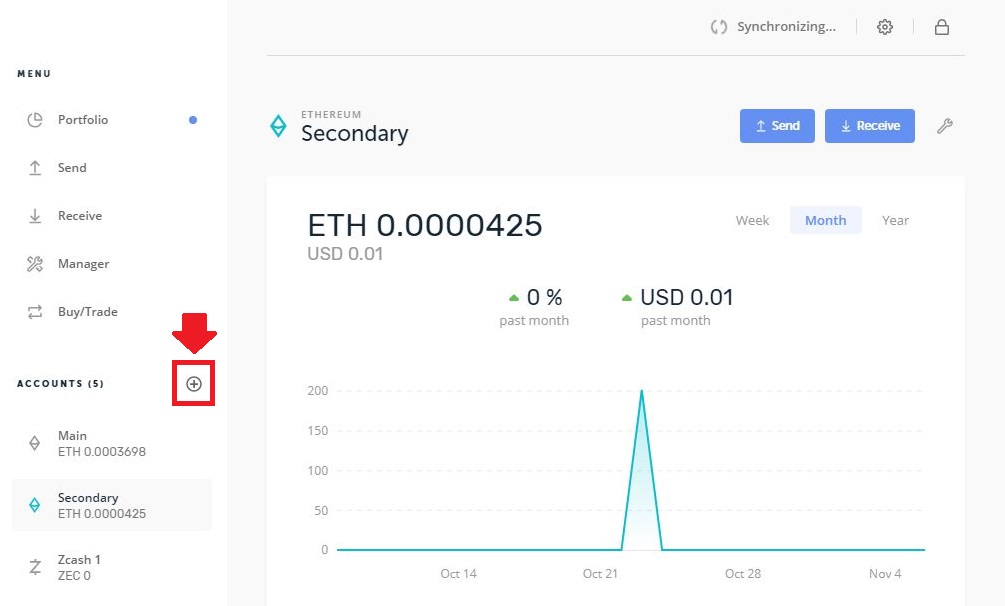 Synchronizing...
MENU
Portfolio
Send
Receive
Manager
Buy/Trade
ACCOUNTS (5)
Main
ETH 0.0003698
Secondary
ETH 0.0000425
Zcash 1
ZEC 0
ETHEREUM
Secondary
Send
Receive
ETH 0.0000425
USD 0.01
Week
Month
Year
0 %
past month
USD 0.01
past month
200
150
100
50
0
Oct 14
Oct 21
Oct 28
Nov 4